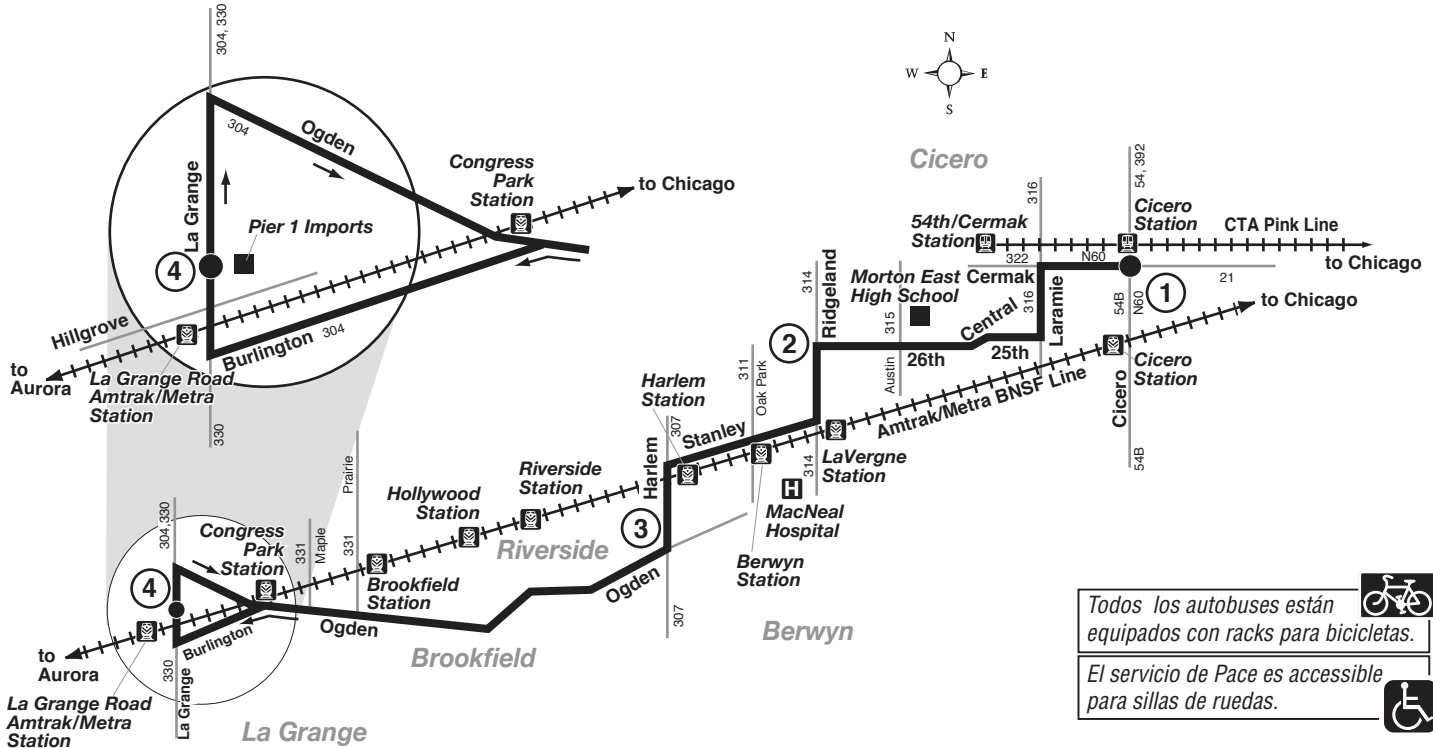 304, 330
304
Ogden
La Grange
Pier 1 Imports
4
Hillgrove
304
Burlington
to
Aurora
La Grange Road
Amtrak/Metra
Station
330
Congress
Park
Station
to Chicago
N
W
E
S
Cicero
316
54, 392
54th/Cermak
Station
Cicero
Station
CTA Pink Line
to Chicago
322
N60
21
1
Morton East
High School
Cermak
314
Ridgeland
315
Austin
316
Laramie
54B
N60
to Chicago
2
Central
26th
25th
Cicero
Station
Cicero
54B
Amtrak/Metra BNSF Line
311
Oak Park
Harlem
Station
307
Stanley
Harlem
314
LaVergne
Station
H
MacNeal
Hospital
Berwyn
Station
3
307
Ogden
Berwyn
Riverside
Station
Hollywood
Station
Riverside
Prairie
331
Maple
331
Brookfield
Station
Ogden
Brookfield
304, 330
Congress
Park
Station
4
Burlington
330
La Grange
to
Aurora
La Grange Road
Amtrak/Metra
Station
La Grange
Todos los autobuses están
equipados con racks para bicicletas.
El servicio de Pace es accessible
para sillas de ruedas.